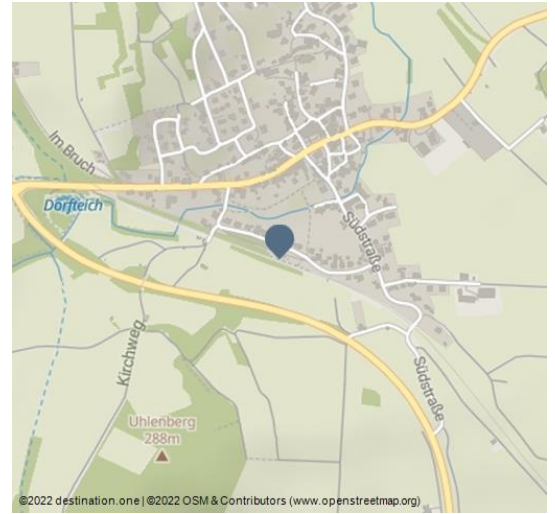 Im Bruch
Dorfteich
Südstraße
Kirchweg
Südstraße
Uhlenberg
288m
©2022 destination.one | ©2022 OSM & Contributors (www.openstreetmap.org)